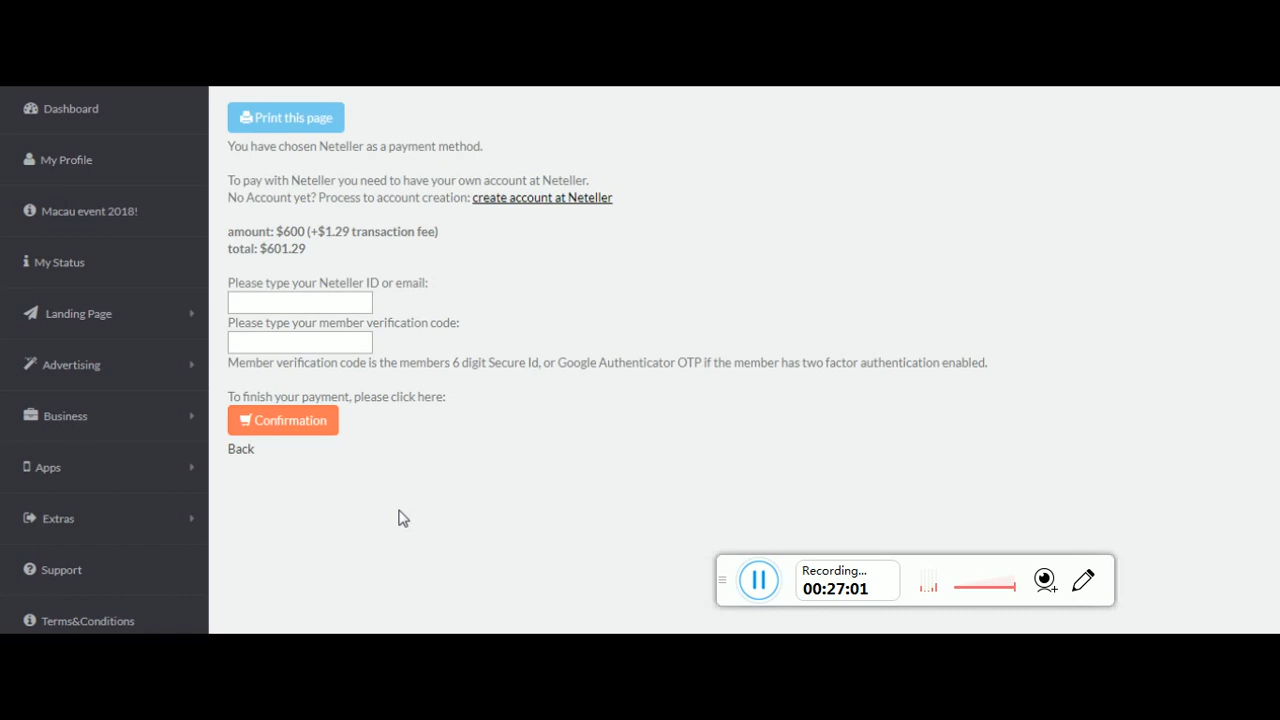 Dashboard
My Profile
Macau event 2018!
My Status
Landing Page
Advertising
Business
Apps
Extras
Support
Terms&Conditions
Print this page
You have chosen Neteller as a payment method.
To pay with Neteller you need to have your own account at Neteller.
No Account yet? Process to account creation: create account at Neteller
amount: $600 (+$1.29 transaction fee)
total: $601.29
Please type your Neteller ID or email:
Please type your member verification code:
Member verification code is the members 6 digit Secure Id, or Google Authenticator OTP if the member has two factor authentication enabled.
To finish your payment, please click here:
Confirmation
Back
Recording...
00:27:01